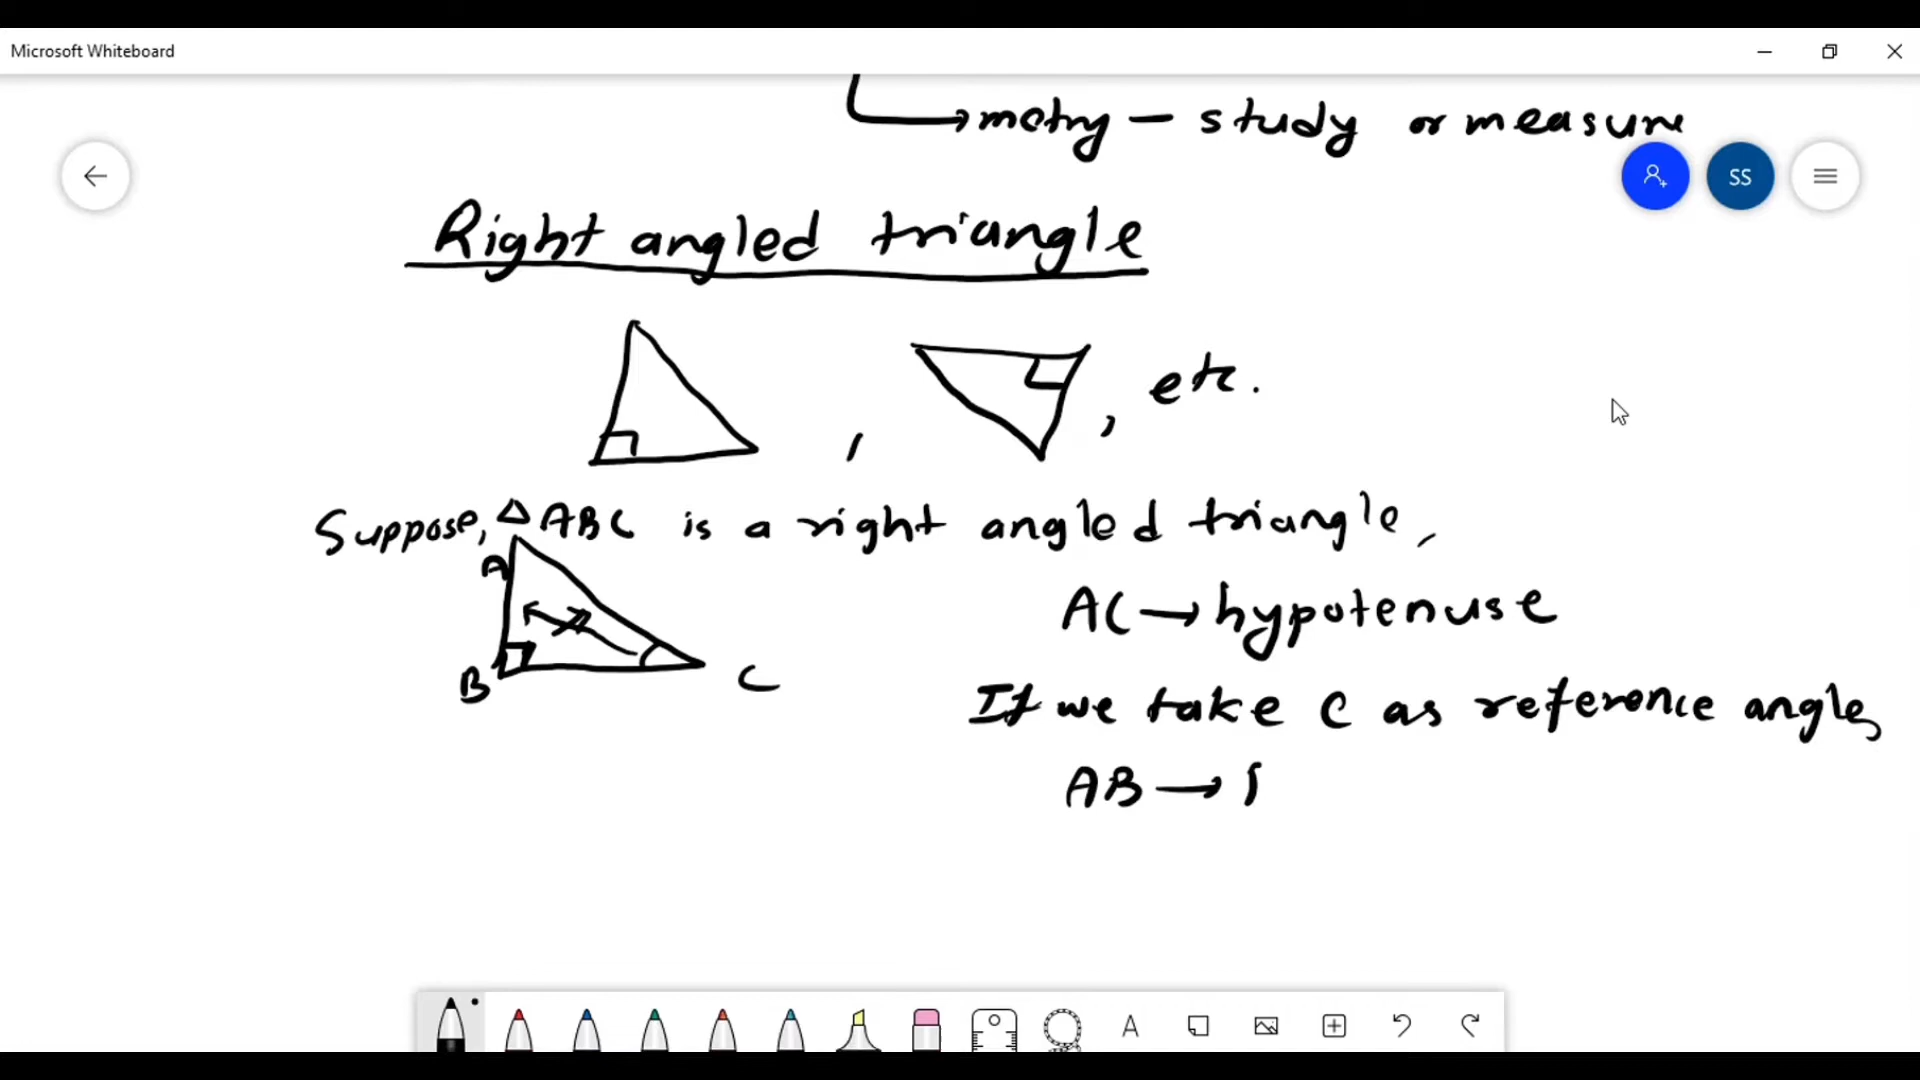 Microsoft Whiteboard
→ metry — study or measure
SS
Right angled triangle
, , etc.
Suppose, △ABC is a right angled triangle,
A
B
C
AC → hypotenuse
If we take C as reference angle,
AB →
A